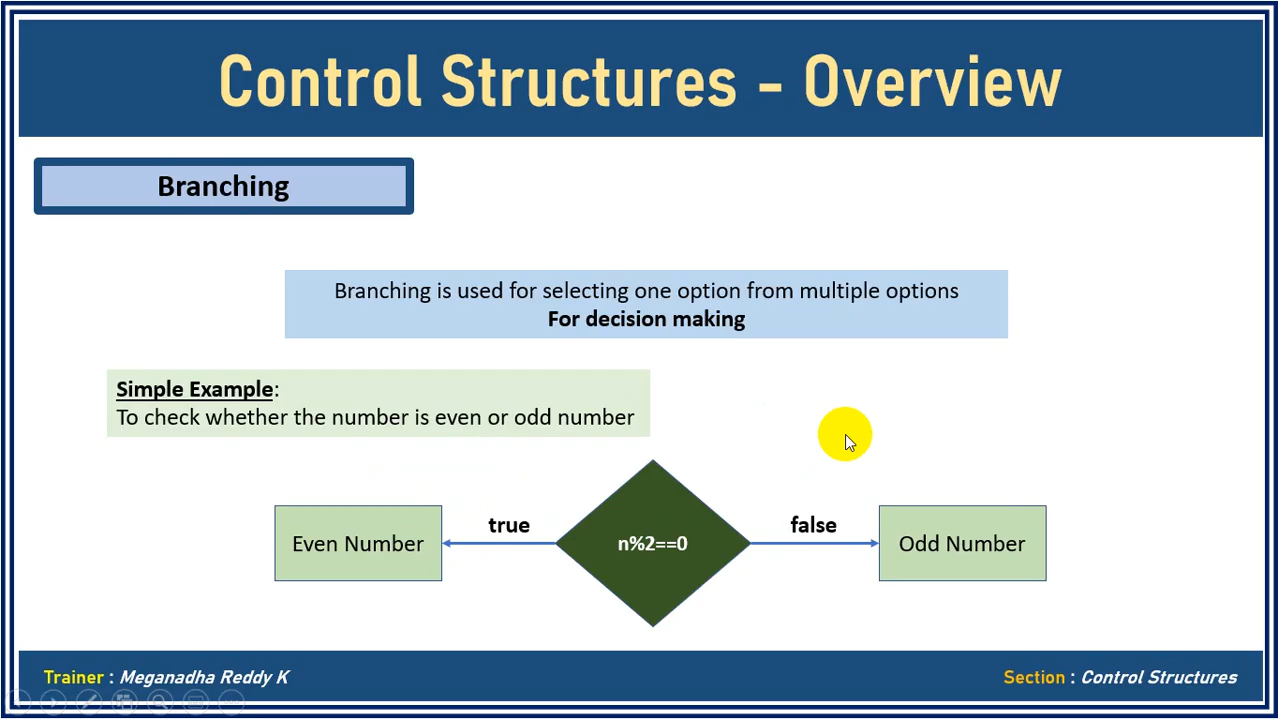 Control Structures - Overview
Branching
Branching is used for selecting one option from multiple options
For decision making
Simple Example:
To check whether the number is even or odd number
Even Number
true
n%2==0
false
Odd Number
Trainer : Meganadha Reddy K
Section : Control Structures